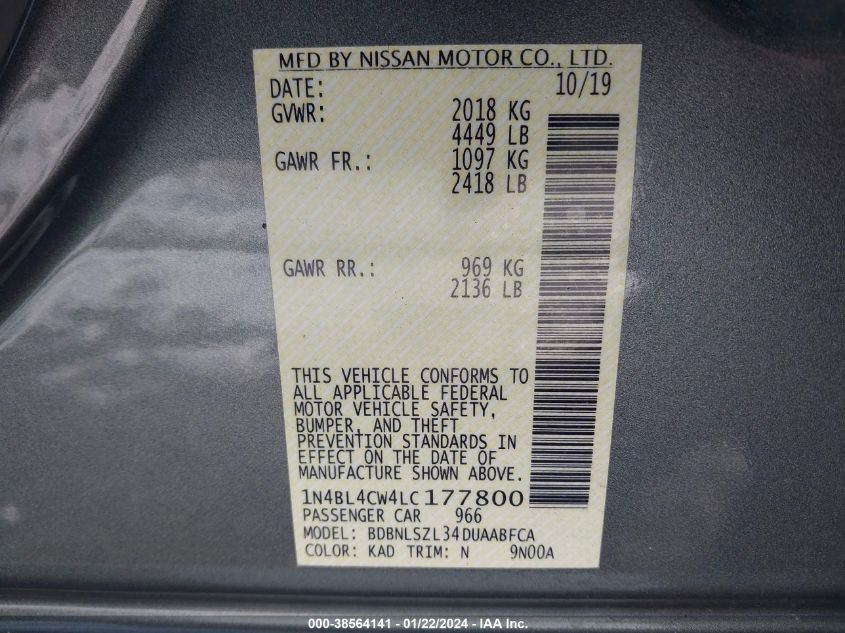 MFD BY NISSAN MOTOR CO., LTD.
DATE: 10/19
GVWR: 2018 KG
4449 LB
GAWR FR.: 1097 KG
2418 LB
GAWR RR.: 969 KG
2136 LB
THIS VEHICLE CONFORMS TO
ALL APPLICABLE FEDERAL
MOTOR VEHICLE SAFETY,
BUMPER, AND THEFT
PREVENTION STANDARDS IN
EFFECT ON THE DATE OF
MANUFACTURE SHOWN ABOVE.
1N4BL4CW4LC177800
PASSENGER CAR 966
MODEL: BDBNLSZL34DUAABFCA
COLOR: KAD TRIM: N 9N00A
000-38564141 - 01/22/2024 - IAA Inc.